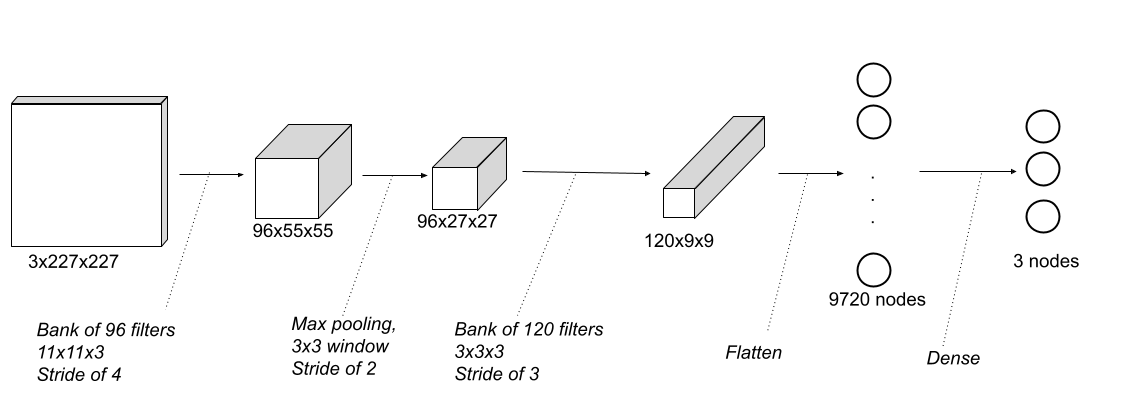 3x227x227
96x55x55
96x27x27
120x9x9
9720 nodes
3 nodes
Bank of 96 filters
11x11x3
Stride of 4
Max pooling,
3x3 window
Stride of 2
Bank of 120 filters
3x3x3
Stride of 3
Flatten
Dense